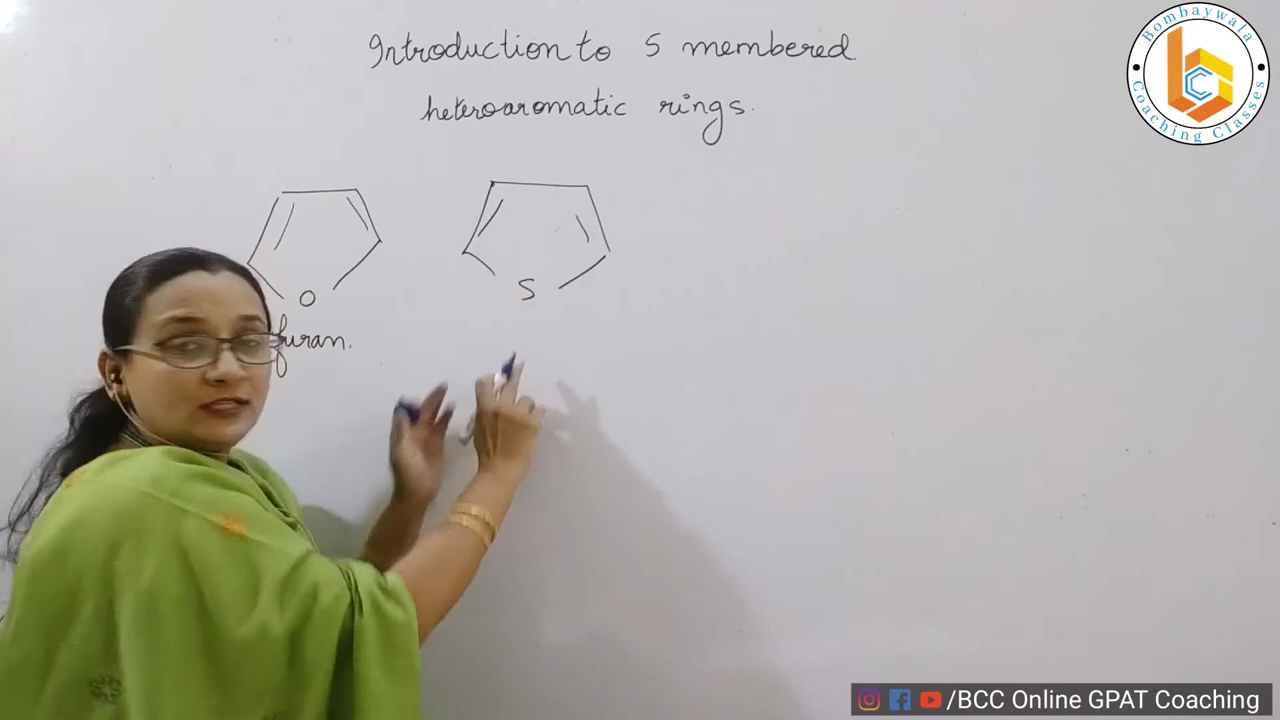 Introduction to 5 membered
heteroaromatic rings.
O
S
furan.
Bombaywala
Coaching Classes
/BCC Online GPAT Coaching